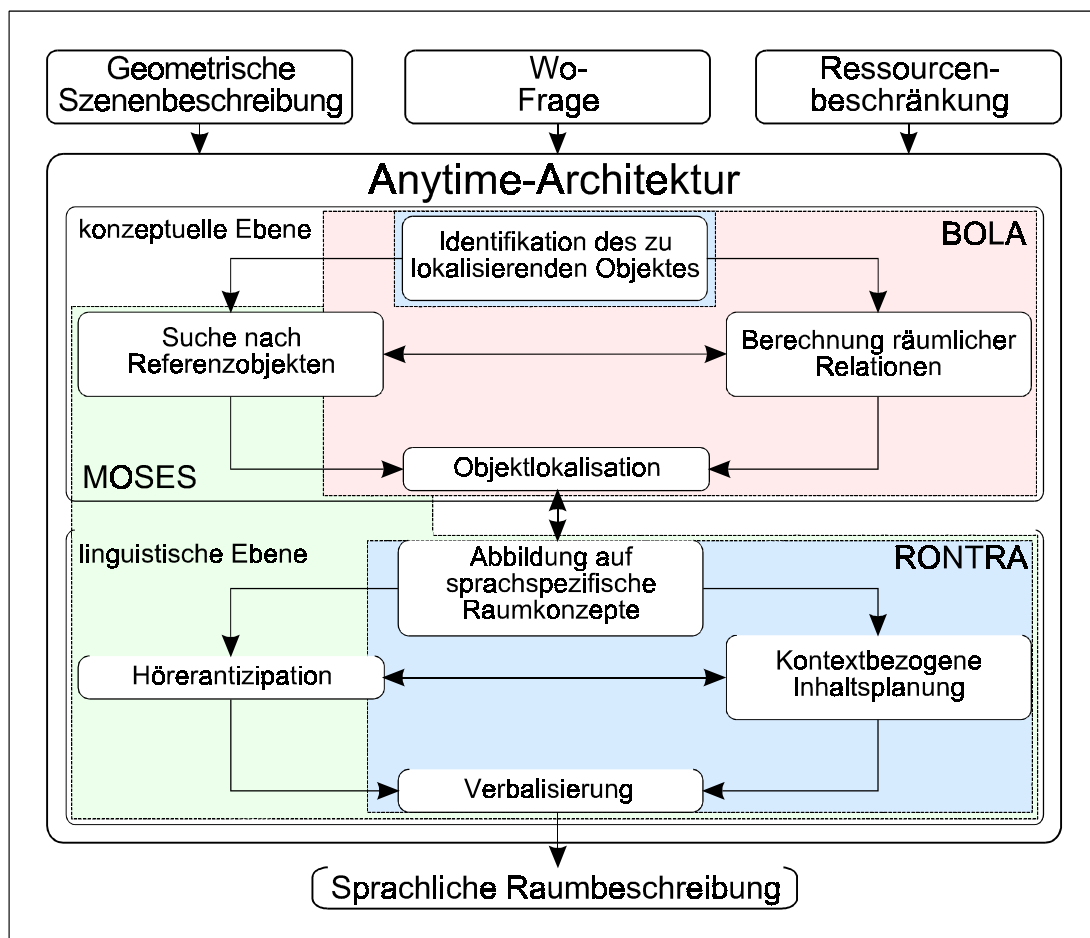 Geometrische
Szenenbeschreibung
Wo-
Frage
Ressourcen-
beschränkung
Anytime-Architektur
konzeptuelle Ebene
BOLA
Identifikation des zu
lokalisierenden Objektes
Suche nach
Referenzobjekten
Berechnung räumlicher
Relationen
Objektlokalisation
MOSES
linguistische Ebene
RONTRA
Abbildung auf
sprachspezifische
Raumkonzepte
Hörerantizipation
Kontextbezogene
Inhaltsplanung
Verbalisierung
Sprachliche Raumbeschreibung